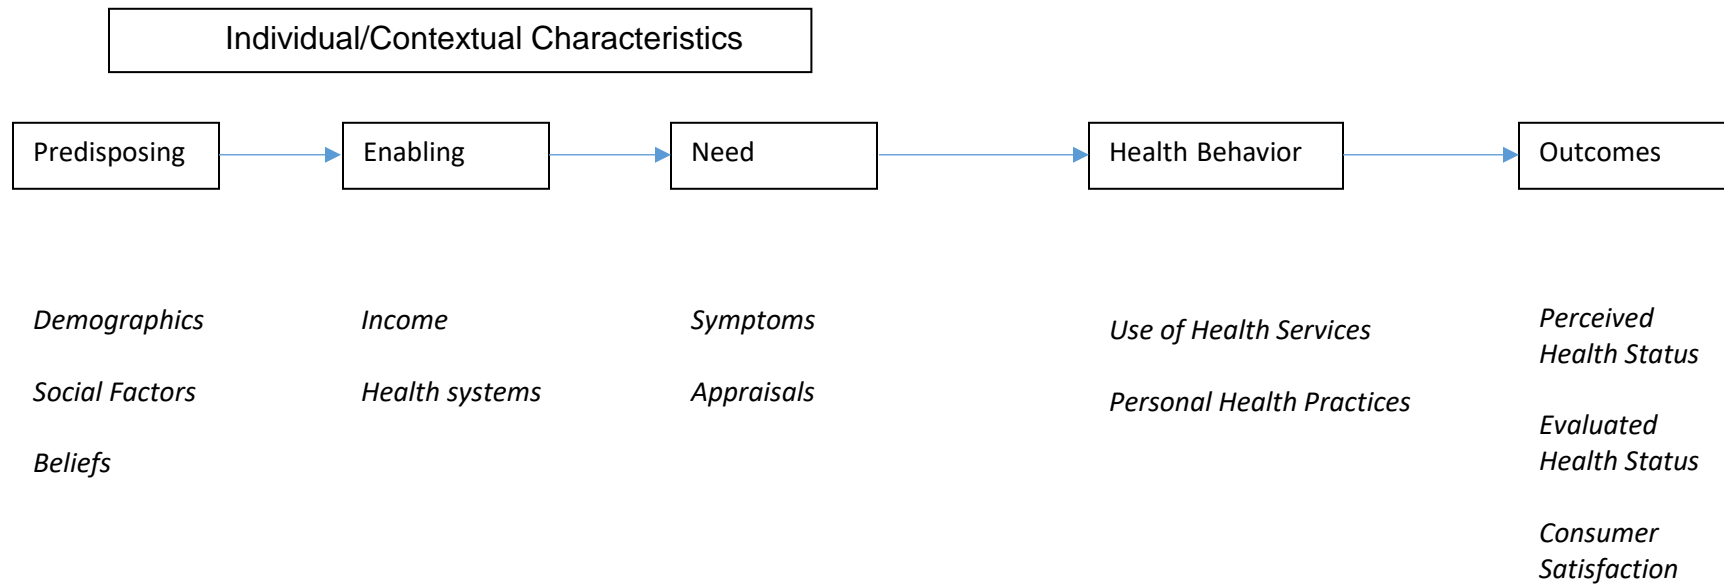 Individual/Contextual Characteristics
Predisposing
Enabling
Need
Health Behavior
Outcomes
Demographics
Social Factors
Beliefs
Income
Health systems
Symptoms
Appraisals
Use of Health Services
Personal Health Practices
Perceived
Health Status
Evaluated
Health Status
Consumer
Satisfaction